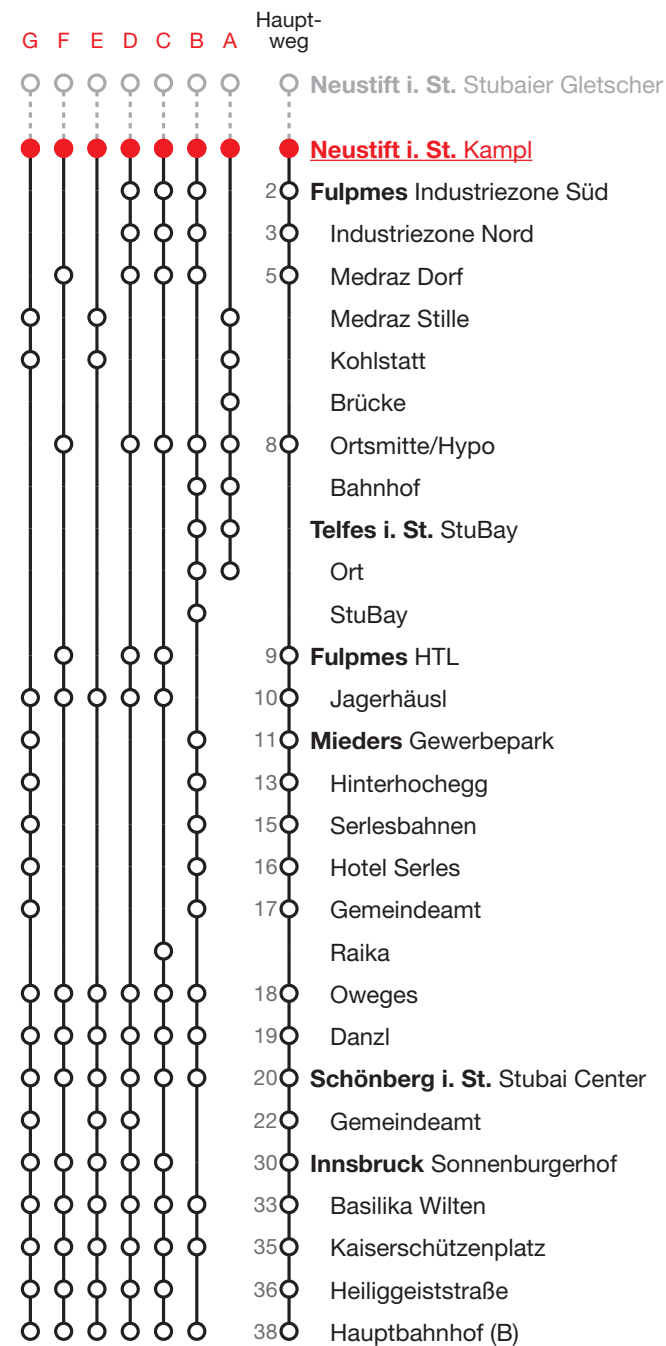 Haupt-
G F E D C B A weg
Neustift i. St. Stubaier Gletscher
Neustift i. St. Kampl
2 Fulpmes Industriezone Süd
3 Industriezone Nord
5 Medraz Dorf
Medraz Stille
Kohlstatt
Brücke
8 Ortsmitte/Hypo
Bahnhof
Telfes i. St. StuBay
Ort
StuBay
9 Fulpmes HTL
10 Jagerhäusl
11 Mieders Gewerbepark
13 Hinterhochegg
15 Serlesbahnen
16 Hotel Serles
17 Gemeindeamt
Raika
18 Oweges
19 Danzl
20 Schönberg i. St. Stubai Center
22 Gemeindeamt
30 Innsbruck Sonnenburgerhof
33 Basilika Wilten
35 Kaiserschützenplatz
36 Heiliggeiststraße
38 Hauptbahnhof (B)